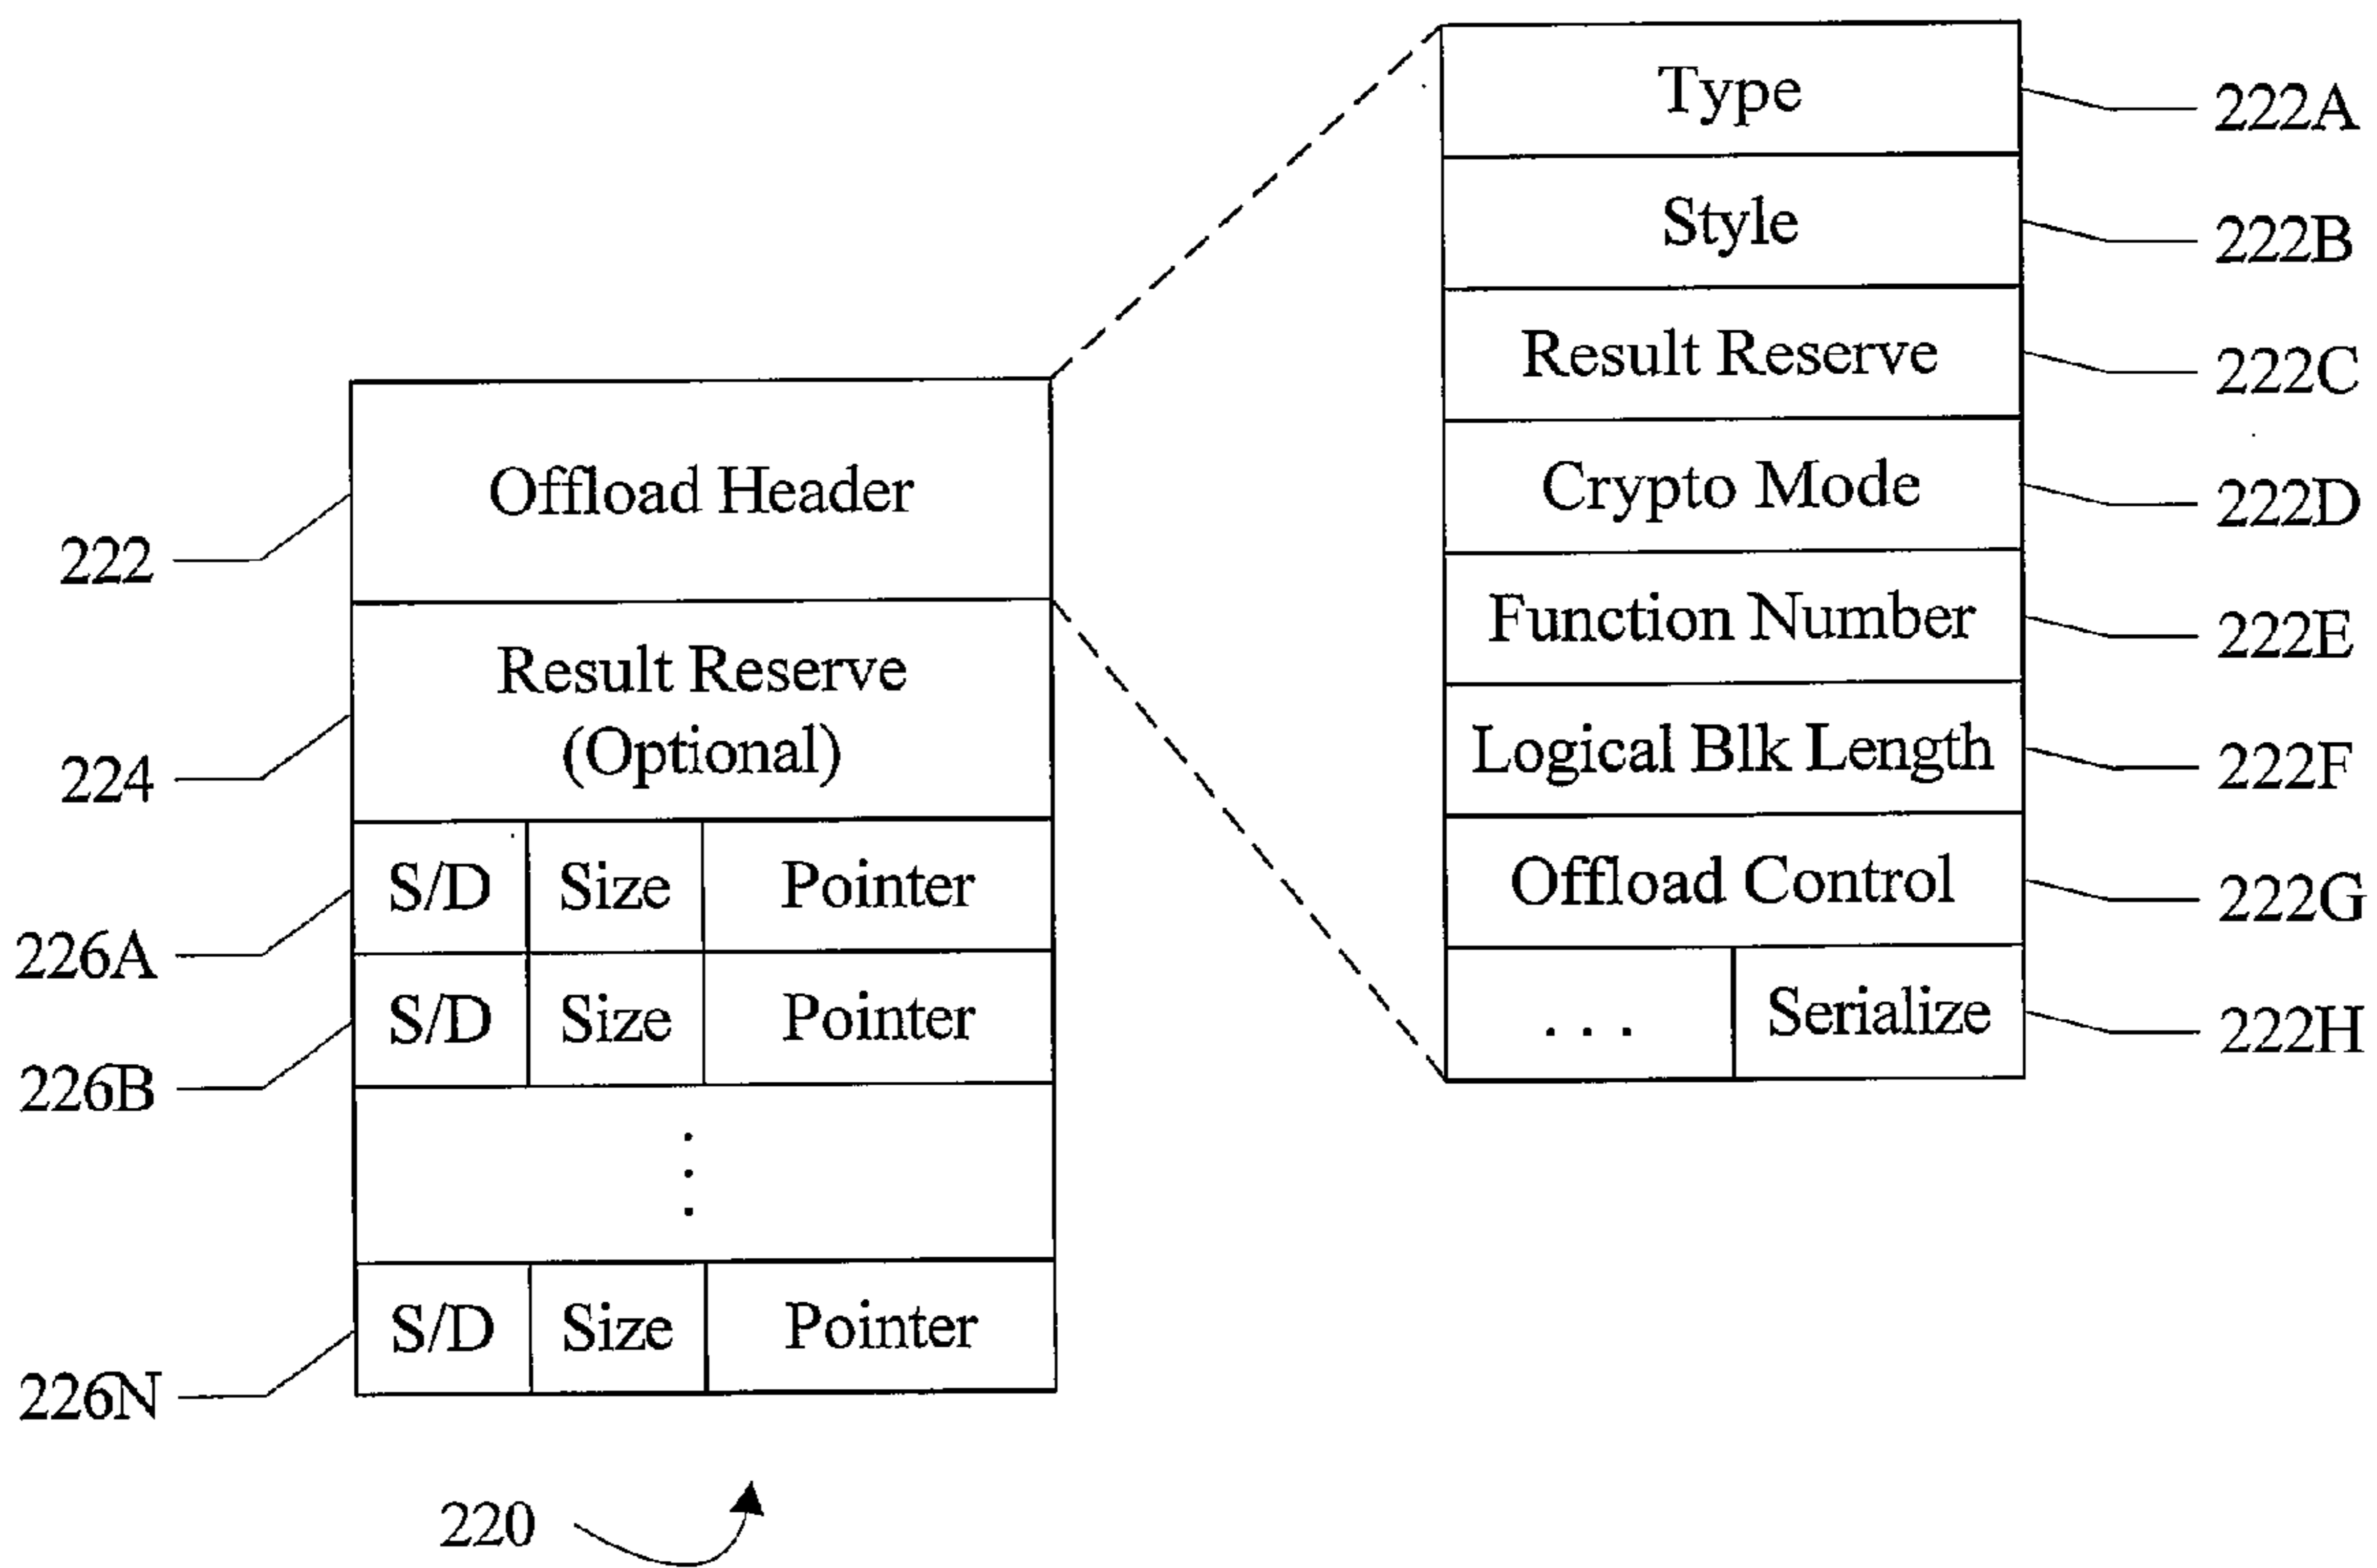 Offload Header
222
Result Reserve
(Optional)
224
S/D Size Pointer
226A
S/D Size Pointer
226B
⋮
S/D Size Pointer
226N
220
Type 222A
Style 222B
Result Reserve 222C
Crypto Mode 222D
Function Number 222E
Logical Blk Length 222F
Offload Control 222G
. . . Serialize 222H